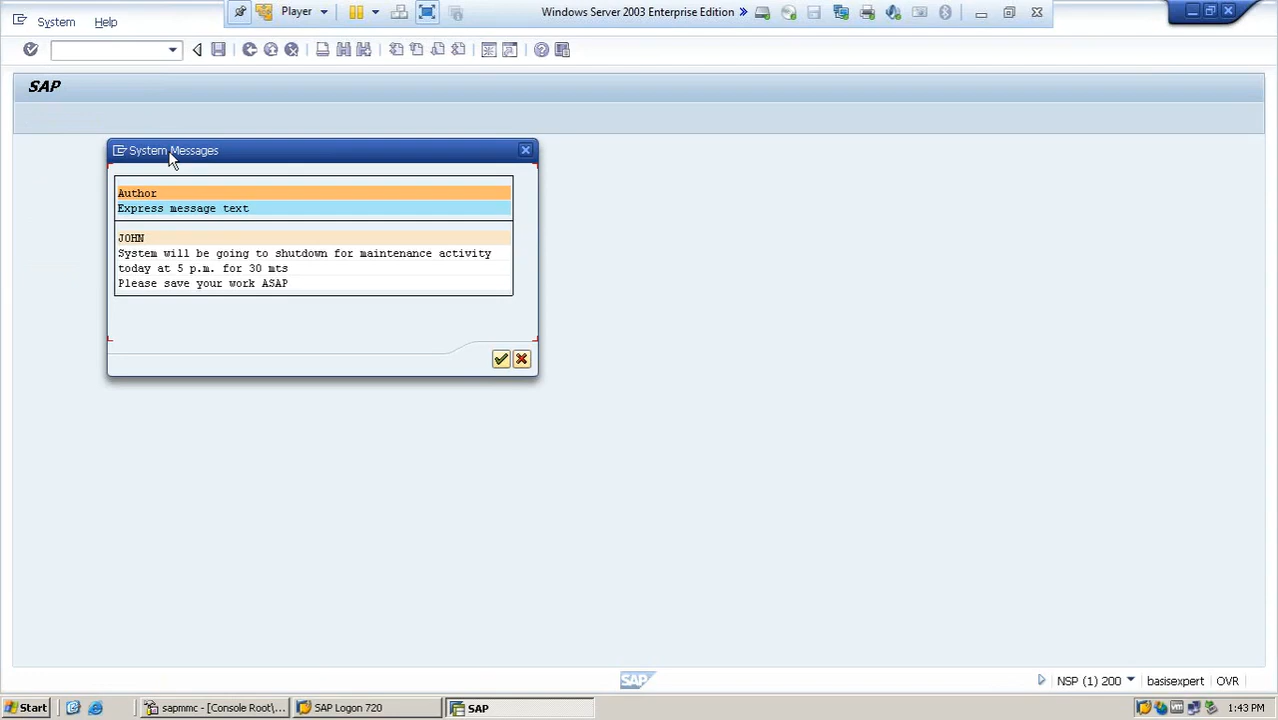 System Help
Player
Windows Server 2003 Enterprise Edition
SAP
System Messages
Author
Express message text
JOHN
System will be going to shutdown for maintenance activity
today at 5 p.m. for 30 mts
Please save your work ASAP
SAP
NSP (1) 200 basisexpert OVR
Start sapmmc - [Console Root\... SAP Logon 720 SAP 1:43 PM